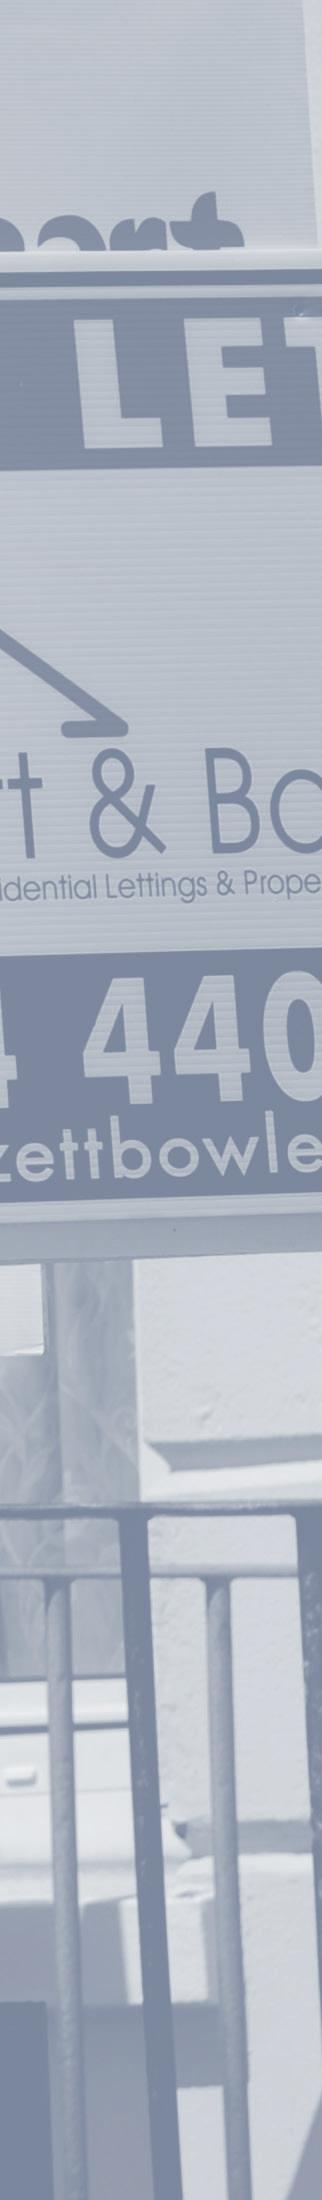 LET
t & Bo
idential Lettings & Prope
4 440
zettbowle